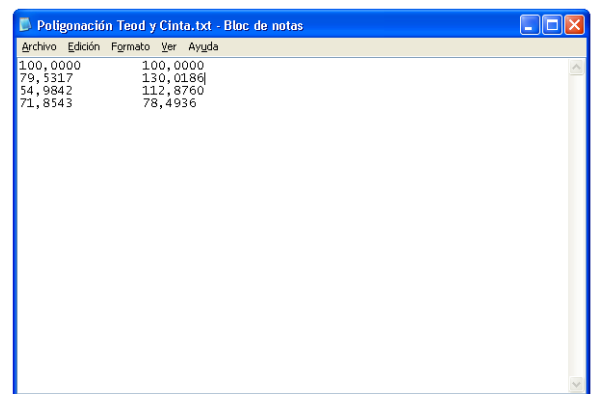 Poligonación Teod y Cinta.txt - Bloc de notas
Archivo Edición Formato Ver Ayuda
100,0000 100,0000
79,5317 130,0186
54,9842 112,8760
71,8543 78,4936